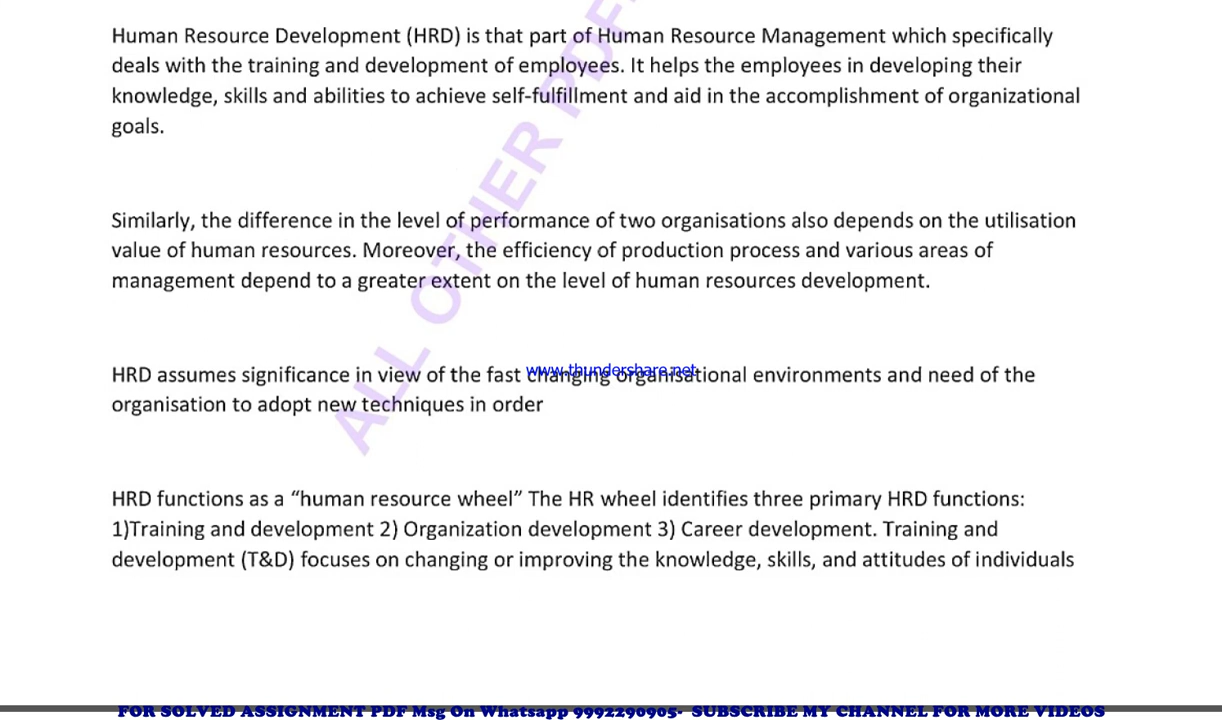 Human Resource Development (HRD) is that part of Human Resource Management which specifically
deals with the training and development of employees. It helps the employees in developing their
knowledge, skills and abilities to achieve self-fulfillment and aid in the accomplishment of organizational
goals.
Similarly, the difference in the level of performance of two organisations also depends on the utilisation
value of human resources. Moreover, the efficiency of production process and various areas of
management depend to a greater extent on the level of human resources development.
HRD assumes significance in view of the fast changing organisational environments and need of the
www.thundershare.net
organisation to adopt new techniques in order
HRD functions as a “human resource wheel” The HR wheel identifies three primary HRD functions:
1)Training and development 2) Organization development 3) Career development. Training and
development (T&D) focuses on changing or improving the knowledge, skills, and attitudes of individuals
ALL OTHER PDF
FOR SOLVED ASSIGNMENT PDF Msg On Whatsapp 9992290905- SUBSCRIBE MY CHANNEL FOR MORE VIDEOS